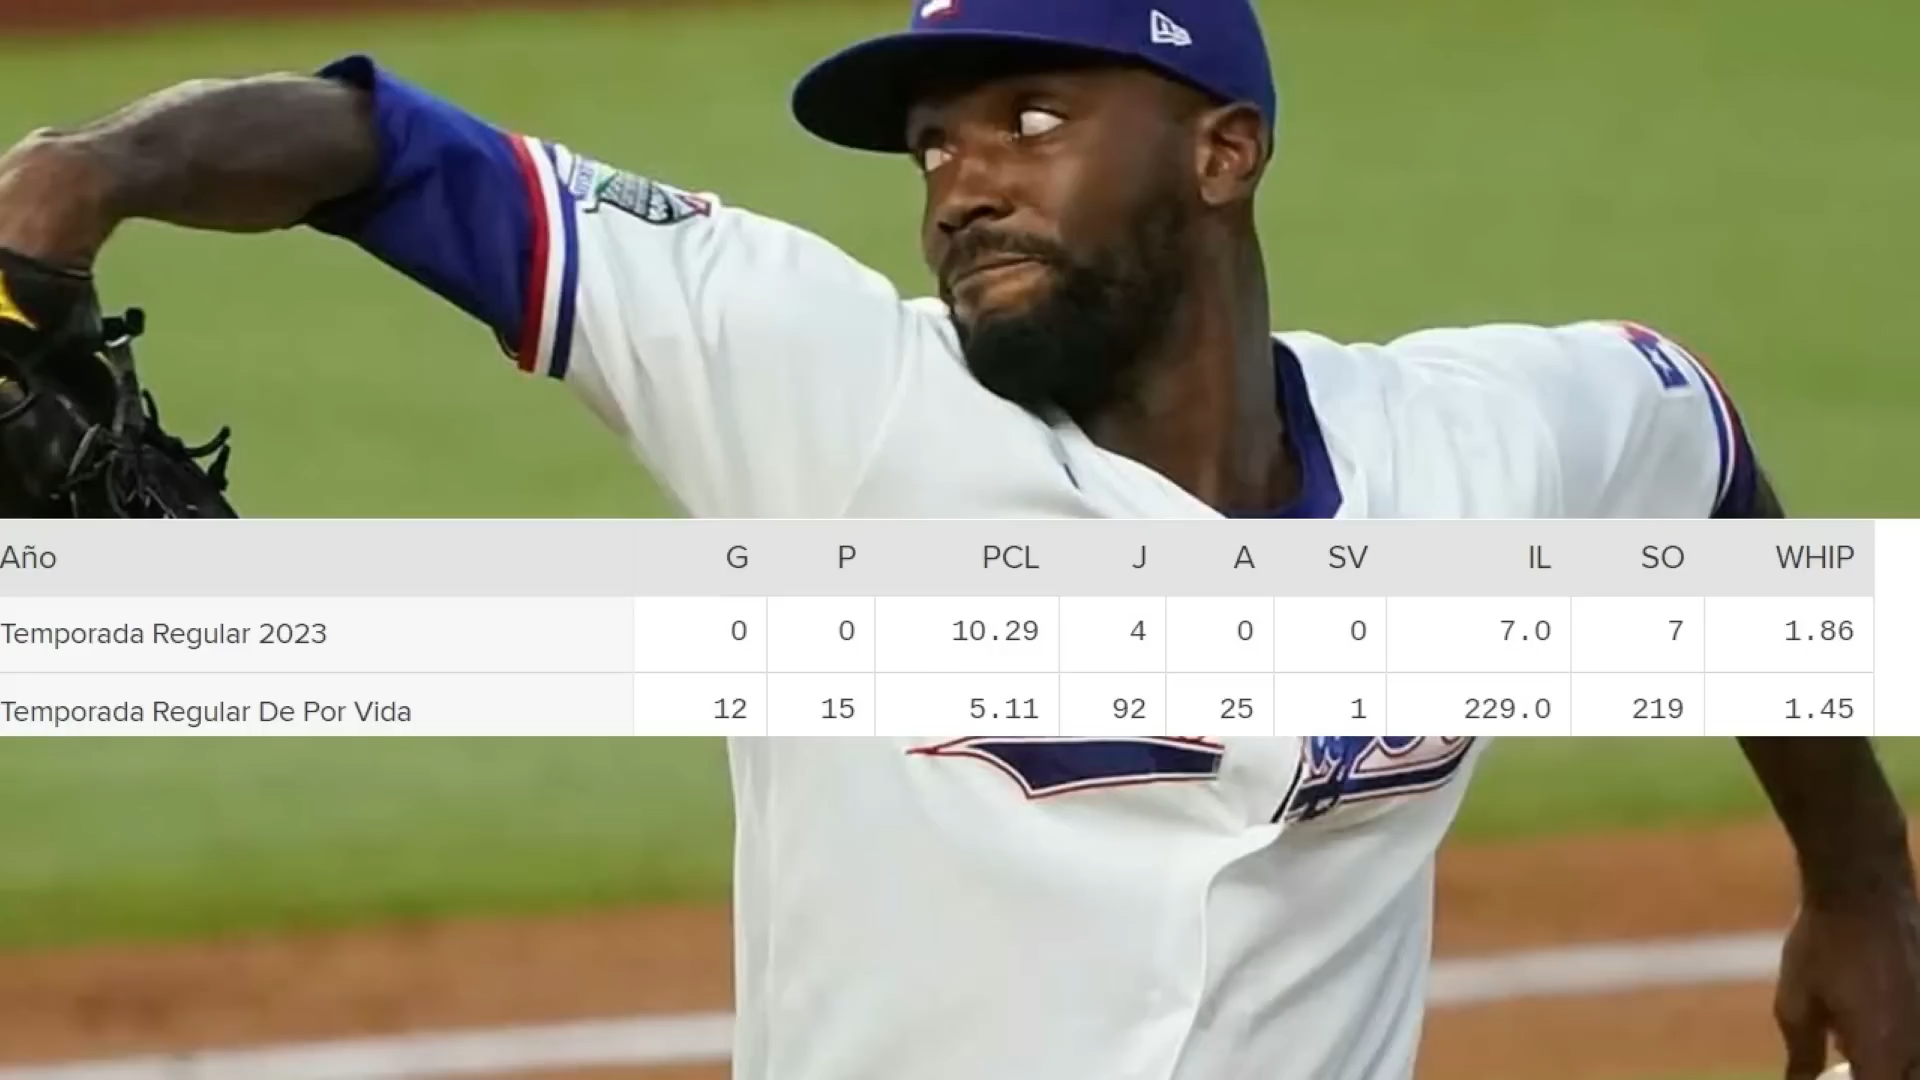 Año G P PCL J A SV IL SO WHIP
Temporada Regular 2023 0 0 10.29 4 0 0 7.0 7 1.86
Temporada Regular De Por Vida 12 15 5.11 92 25 1 229.0 219 1.45